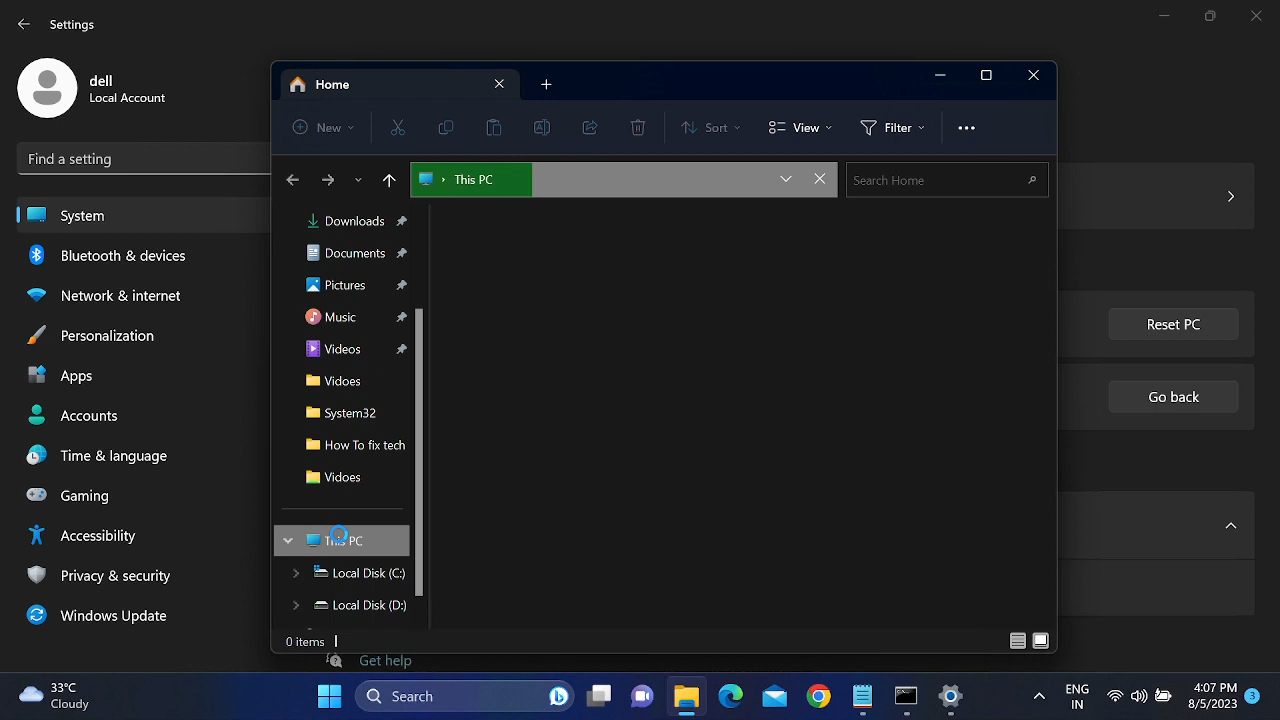 Settings
dell
Local Account
Find a setting
System
Bluetooth & devices
Network & internet
Personalization
Apps
Accounts
Time & language
Gaming
Accessibility
Privacy & security
Windows Update
Home
New
Sort
View
Filter
This PC
Search Home
Downloads
Documents
Pictures
Music
Videos
Vidoes
System32
How To fix tech
Vidoes
This PC
Local Disk (C:)
Local Disk (D:)
0 items
Reset PC
Go back
Get help
33°C
Cloudy
Search
ENG
IN
4:07 PM
8/5/2023
3